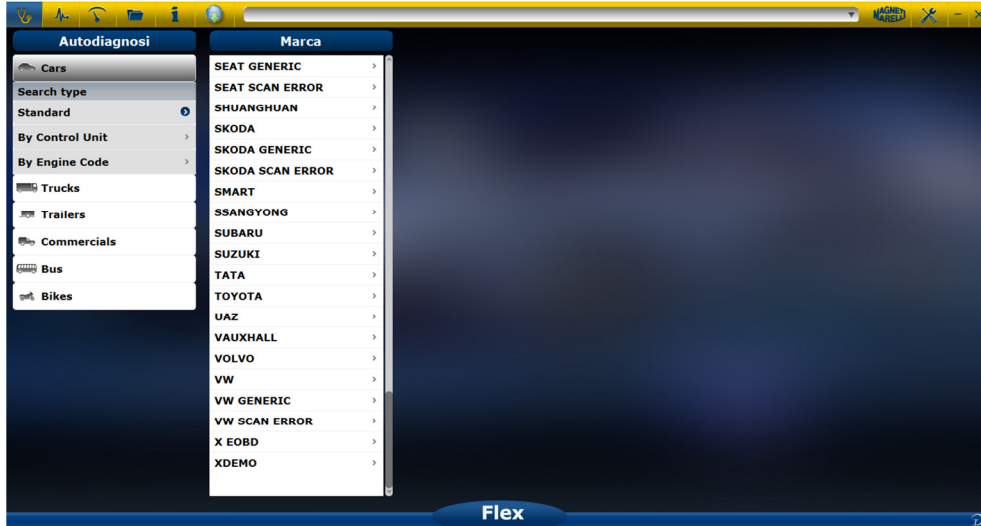 MAGNETI
MARELLI
Autodiagnosi
Cars
Search type
Standard
By Control Unit
By Engine Code
Trucks
Trailers
Commercials
Bus
Bikes
Marca
SEAT GENERIC
SEAT SCAN ERROR
SHUANGHUAN
SKODA
SKODA GENERIC
SKODA SCAN ERROR
SMART
SSANGYONG
SUBARU
SUZUKI
TATA
TOYOTA
UAZ
VAUXHALL
VOLVO
VW
VW GENERIC
VW SCAN ERROR
X EOBD
XDEMO
Flex